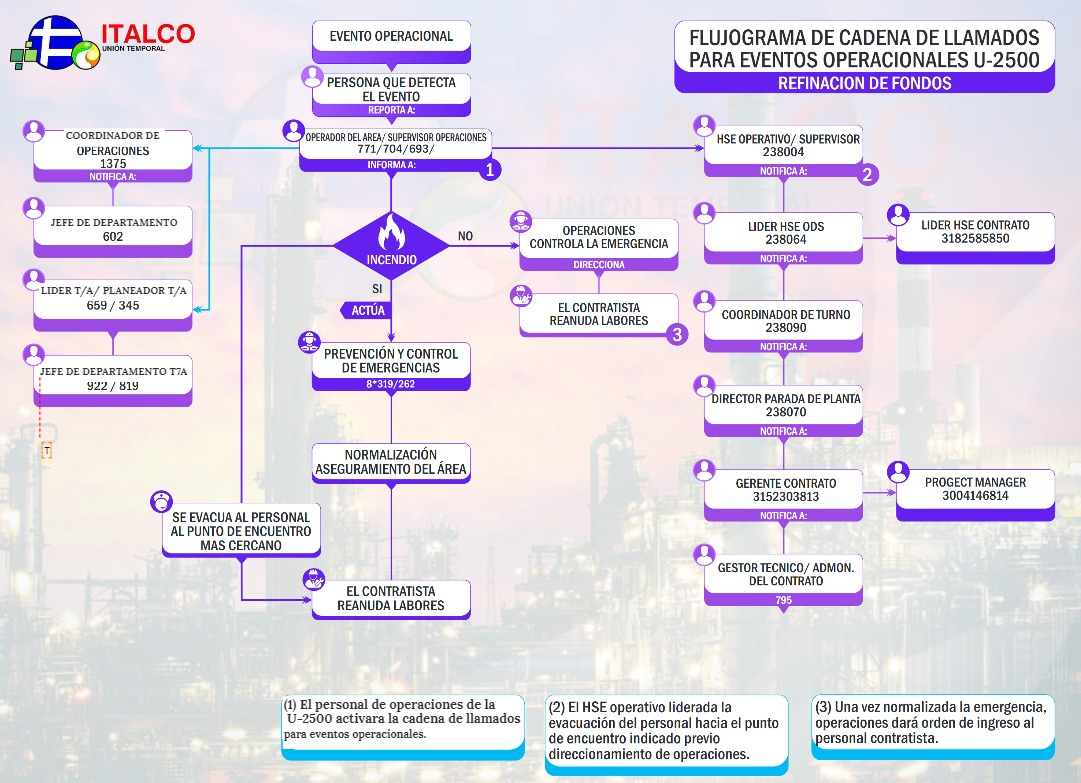 ITALCO
UNIÓN TEMPORAL
FLUJOGRAMA DE CADENA DE LLAMADOS
PARA EVENTOS OPERACIONALES U-2500
REFINACION DE FONDOS
EVENTO OPERACIONAL
PERSONA QUE DETECTA
EL EVENTO
REPORTA A:
OPERADOR DEL AREA/ SUPERVISOR OPERACIONES
771/704/693/
INFORMA A:
1
COORDINADOR DE
OPERACIONES
1375
NOTIFICA A:
JEFE DE DEPARTAMENTO
602
LIDER T/A/ PLANEADOR T/A
659 / 345
JEFE DE DEPARTAMENTO T7A
922 / 819
T
INCENDIO
NO
SI
ACTÚA
OPERACIONES
CONTROLA LA EMERGENCIA
DIRECCIONA
EL CONTRATISTA
REANUDA LABORES
3
PREVENCIÓN Y CONTROL
DE EMERGENCIAS
8*319/262
NORMALIZACIÓN
ASEGURAMIENTO DEL ÁREA
SE EVACUA AL PERSONAL
AL PUNTO DE ENCUENTRO
MAS CERCANO
EL CONTRATISTA
REANUDA LABORES
HSE OPERATIVO/ SUPERVISOR
238004
NOTIFICA A:
2
LIDER HSE ODS
238064
NOTIFICA A:
LIDER HSE CONTRATO
3182585850
COORDINADOR DE TURNO
238090
NOTIFICA A:
DIRECTOR PARADA DE PLANTA
238070
NOTIFICA A:
GERENTE CONTRATO
3152303813
NOTIFICA A:
PROGECT MANAGER
3004146814
GESTOR TECNICO/ ADMON.
DEL CONTRATO
795
(1) El personal de operaciones de la
U-2500 activara la cadena de llamados
para eventos operacionales.
(2) El HSE operativo liderada la
evacuación del personal hacia el punto
de encuentro indicado previo
direccionamiento de operaciones.
(3) Una vez normalizada la emergencia,
operaciones dará orden de ingreso al
personal contratista.
UNIÓN TEMPORAL